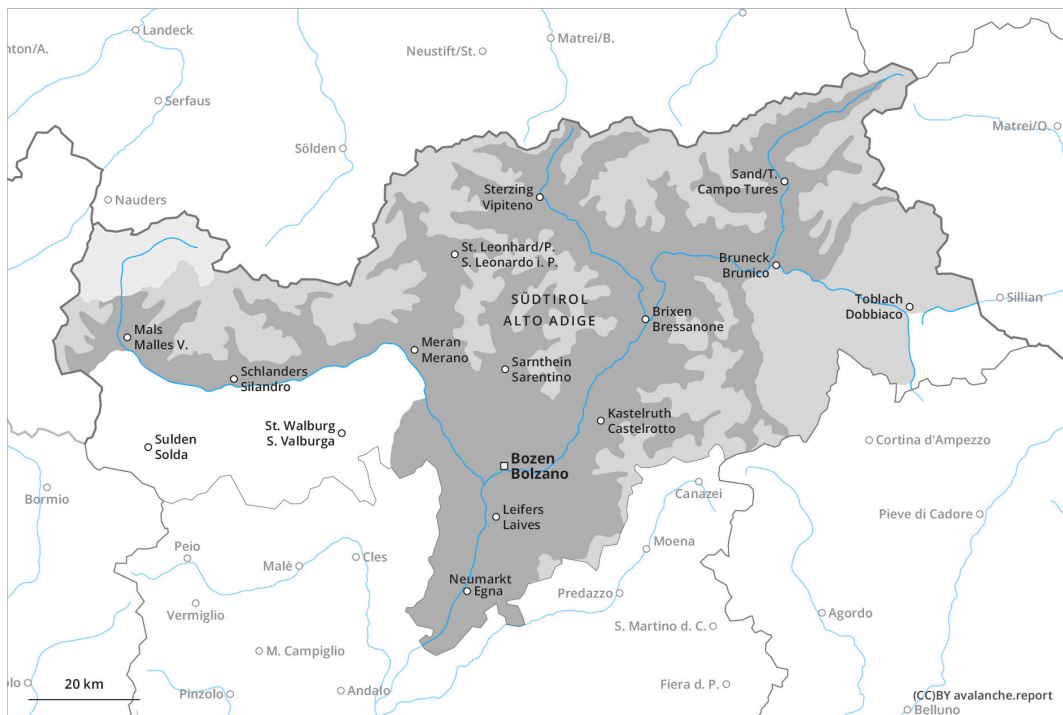 Landeck
nton/A.
Neustift/St.
Matrei/B.
Serfaus
Matrei/O.
Sölden
Sand/T.
Campo Tures
Sterzing
Vipiteno
Nauders
St. Leonhard/P.
S. Leonardo i. P.
Bruneck
Brunico
SÜDTIROL
ALTO ADIGE
Toblach
Dobbiaco
Sillian
Brixen
Bressanone
Mals
Malles V.
Meran
Merano
Sarnthein
Sarentino
Schlanders
Silandro
Kastelruth
Castelrotto
St. Walburg
S. Valburga
Sulden
Solda
Cortina d'Ampezzo
Bozen
Bolzano
Bormio
Canazei
Leifers
Laives
Pieve di Cadore
Peio
Cles
Malè
Moena
Neumarkt
Egna
Predazzo
Vermiglio
Agordo
S. Martino d. C.
M. Campiglio
olo
20 km
Pinzolo
Andalo
Fiera d. P.
(CC)BY avalanche.report
Belluno